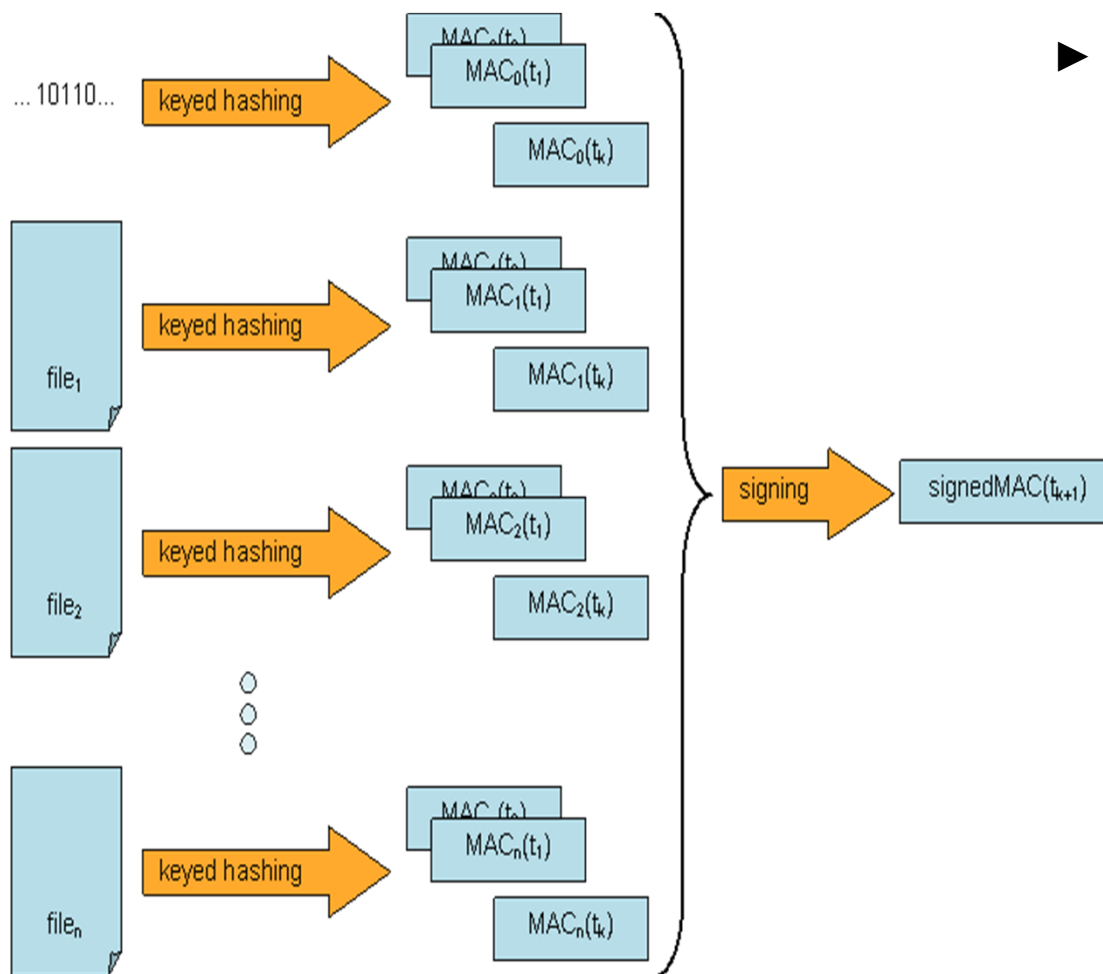 ... 10110...
keyed hashing
MAC₀(t₁)
MAC₀(tₖ)
file₁
keyed hashing
MAC₁(t₁)
MAC₁(tₖ)
file₂
keyed hashing
MAC₂(t₁)
MAC₂(tₖ)
fileₙ
keyed hashing
MACₙ(t₁)
MACₙ(tₖ)
signing
signedMAC(tₖ₊₁)